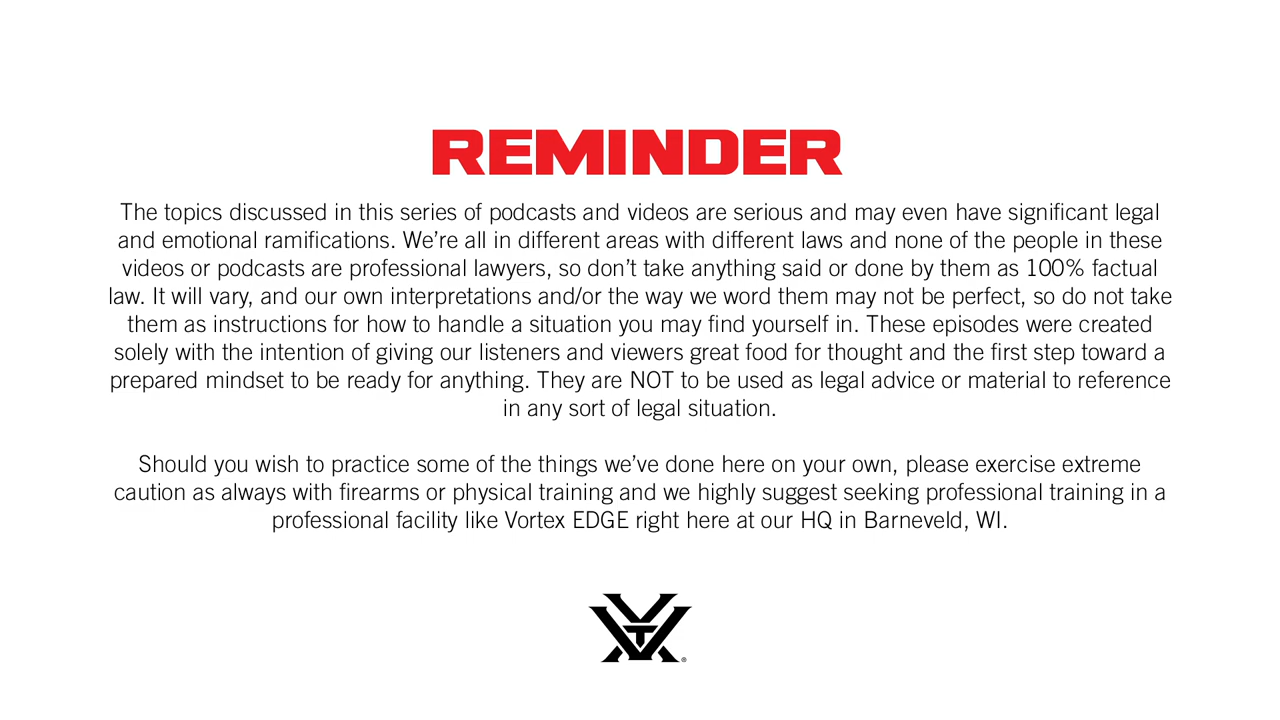 REMINDER
The topics discussed in this series of podcasts and videos are serious and may even have significant legal
and emotional ramifications. We’re all in different areas with different laws and none of the people in these
videos or podcasts are professional lawyers, so don’t take anything said or done by them as 100% factual
law. It will vary, and our own interpretations and/or the way we word them may not be perfect, so do not take
them as instructions for how to handle a situation you may find yourself in. These episodes were created
solely with the intention of giving our listeners and viewers great food for thought and the first step toward a
prepared mindset to be ready for anything. They are NOT to be used as legal advice or material to reference
in any sort of legal situation.
Should you wish to practice some of the things we’ve done here on your own, please exercise extreme
caution as always with firearms or physical training and we highly suggest seeking professional training in a
professional facility like Vortex EDGE right here at our HQ in Barneveld, WI.
®